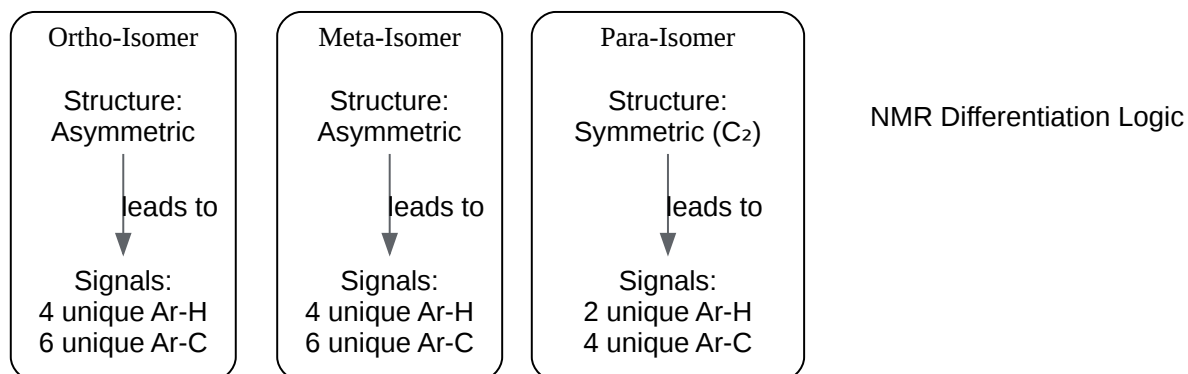 Ortho-Isomer
Structure:
Asymmetric
leads to
Signals:
4 unique Ar-H
6 unique Ar-C
Meta-Isomer
Structure:
Asymmetric
leads to
Signals:
4 unique Ar-H
6 unique Ar-C
Para-Isomer
Structure:
Symmetric (C₂)
leads to
Signals:
2 unique Ar-H
4 unique Ar-C
NMR Differentiation Logic